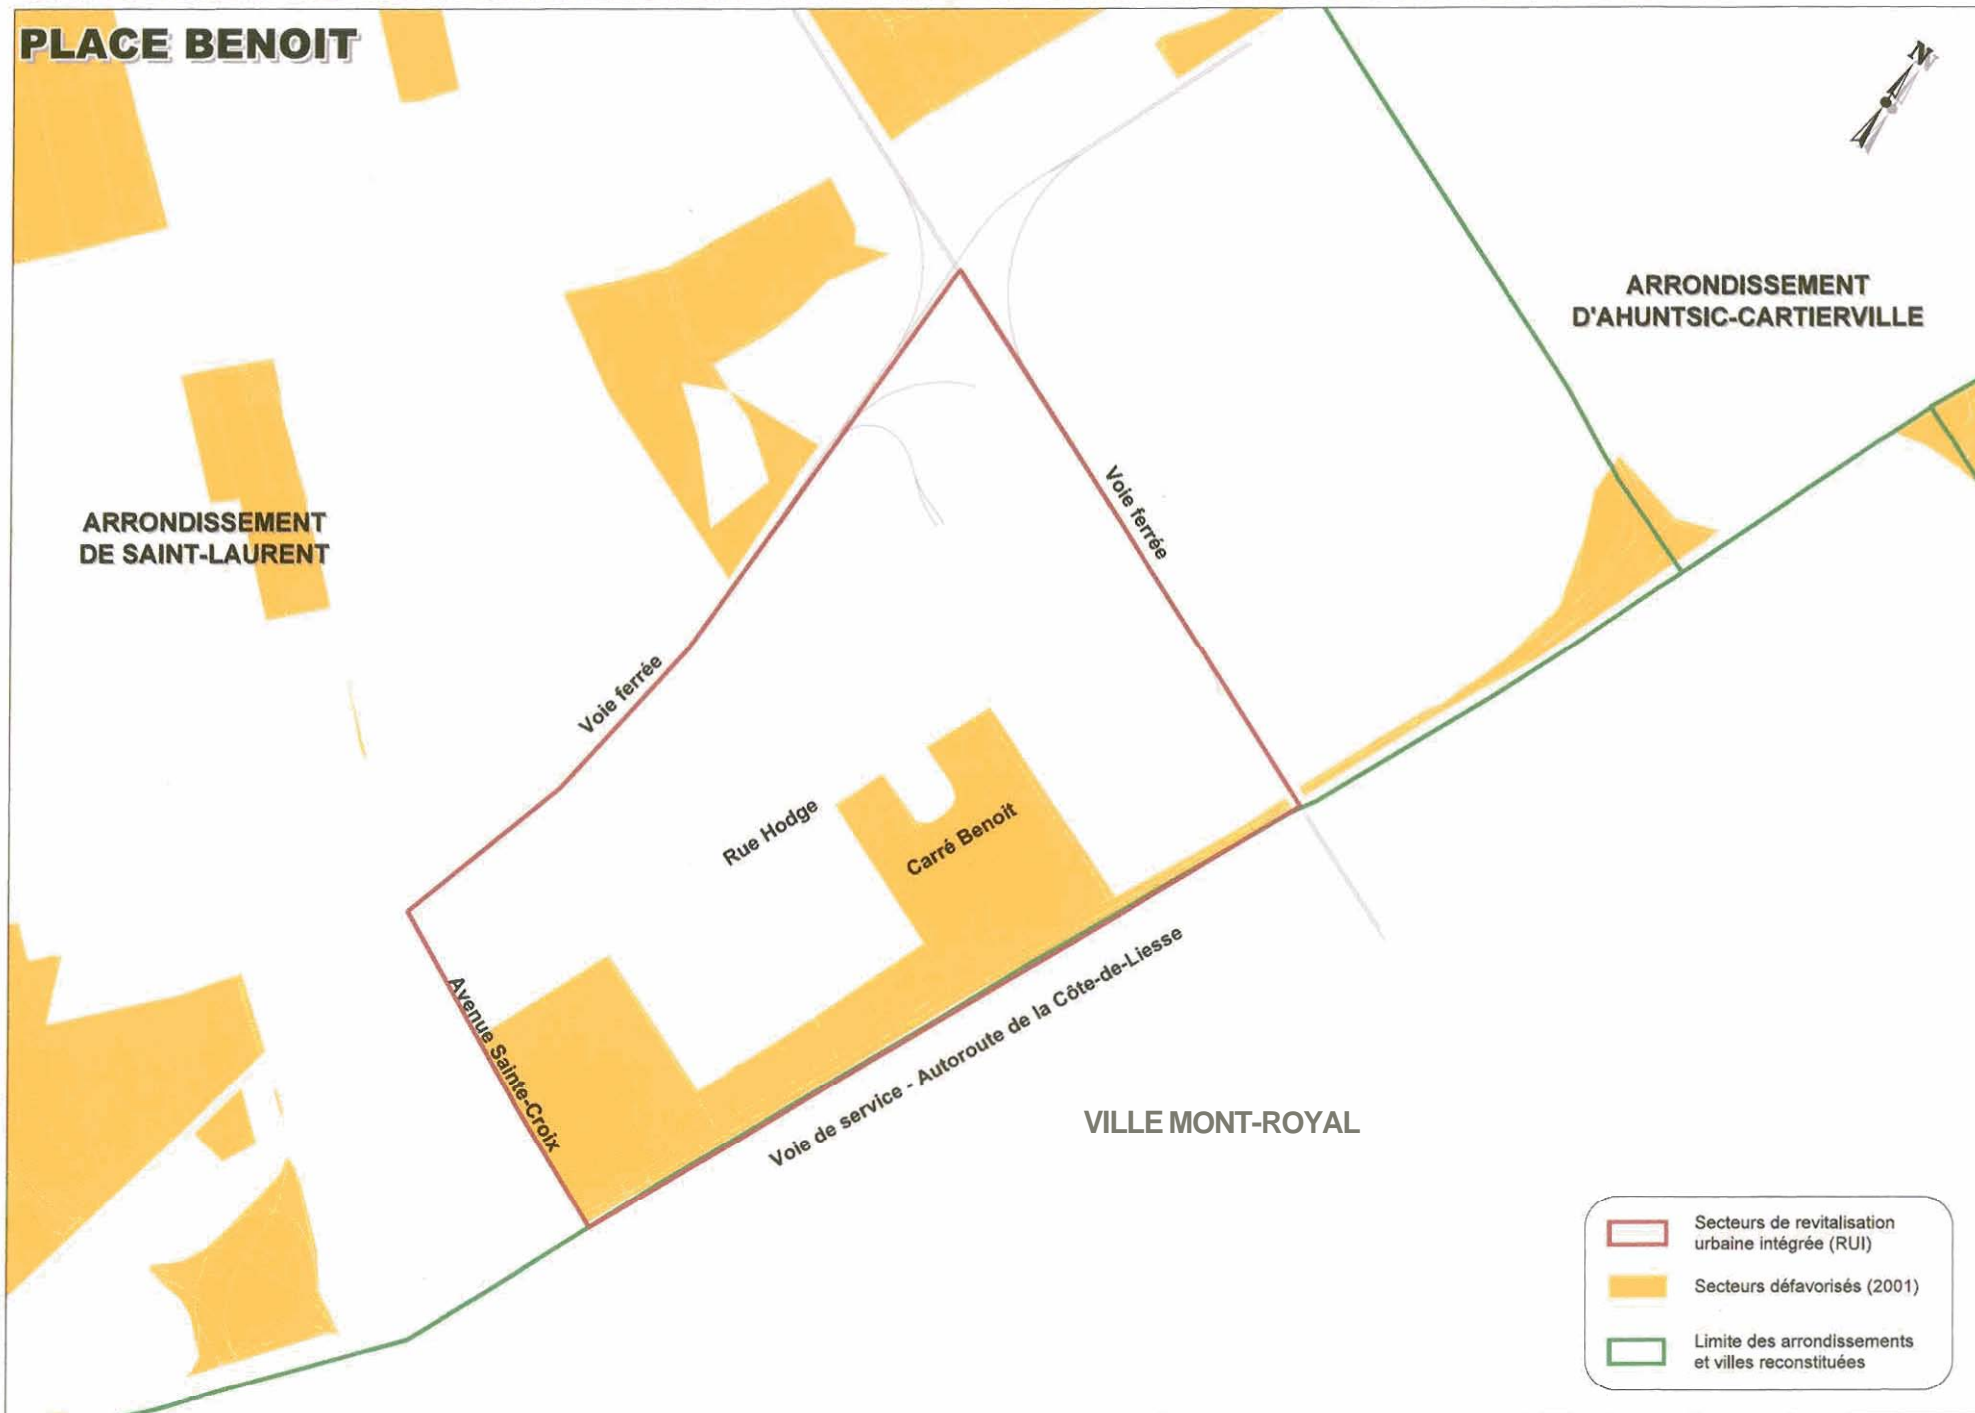 PLACE BENOIT
N
ARRONDISSEMENT
D'AHUNTSIC-CARTIERVILLE
ARRONDISSEMENT
DE SAINT-LAURENT
Voie ferrée
Voie ferrée
Rue Hodge
Carré Benoit
Avenue Sainte-Croix
Voie de service - Autoroute de la Côte-de-Liesse
VILLE MONT-ROYAL
Secteurs de revitalisation
urbaine intégrée (RUI)
Secteurs défavorisés (2001)
Limite des arrondissements
et villes reconstituées